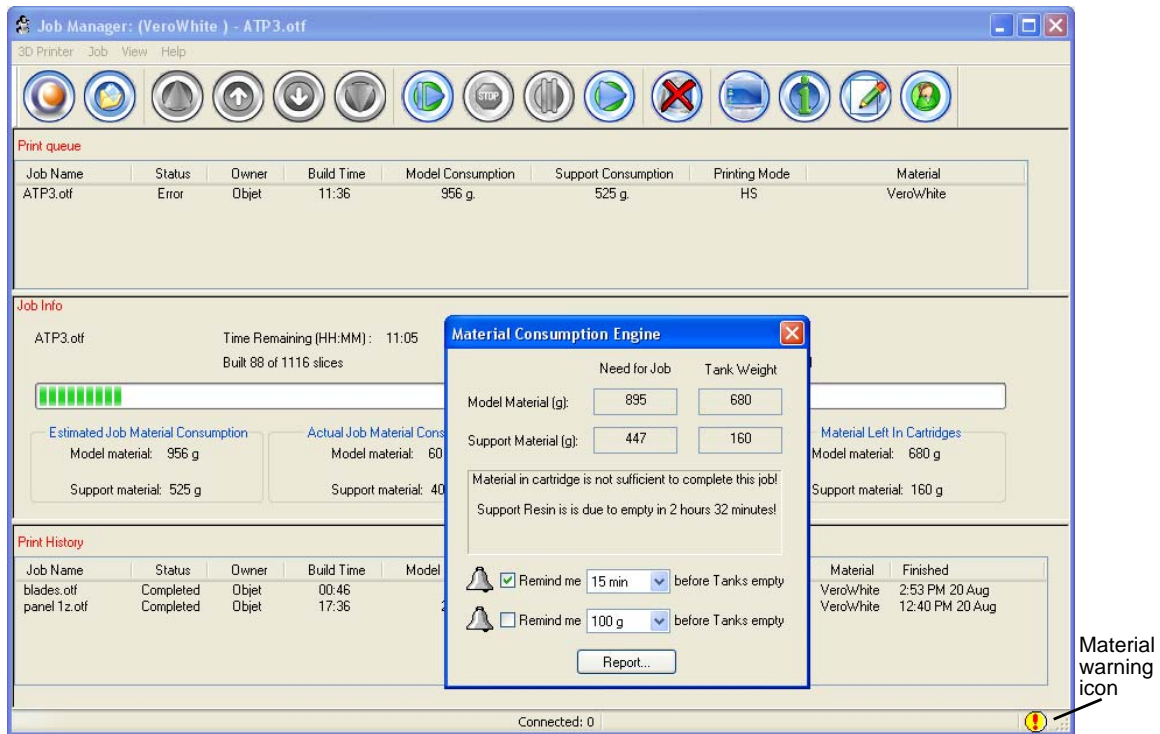 Job Manager: (VeroWhite ) - ATP3.otf
3D Printer Job View Help
STOP
Print queue
Job Name Status Owner Build Time Model Consumption Support Consumption Printing Mode Material
ATP3.otf Error Objet 11:36 956 g. 525 g. HS VeroWhite
Job Info
ATP3.otf Time Remaining (HH:MM) : 11:05
Built 88 of 1116 slices
Estimated Job Material Consumption Actual Job Material Cons Material Left In Cartridges
Model material: 956 g Model material: 60 Model material: 680 g
Support material: 525 g Support material: 40 Support material: 160 g
Material Consumption Engine
Need for Job Tank Weight
Model Material (g): 895 680
Support Material (g): 447 160
Material in cartridge is not sufficient to complete this job!
Support Resin is is due to empty in 2 hours 32 minutes!
Remind me 15 min before Tanks empty
Remind me 100 g before Tanks empty
Report...
Print History
Job Name Status Owner Build Time Model Material Finished
blades.otf Completed Objet 00:46 VeroWhite 2:53 PM 20 Aug
panel 1z.otf Completed Objet 17:36 VeroWhite 12:40 PM 20 Aug
Connected: 0
Material
warning
icon